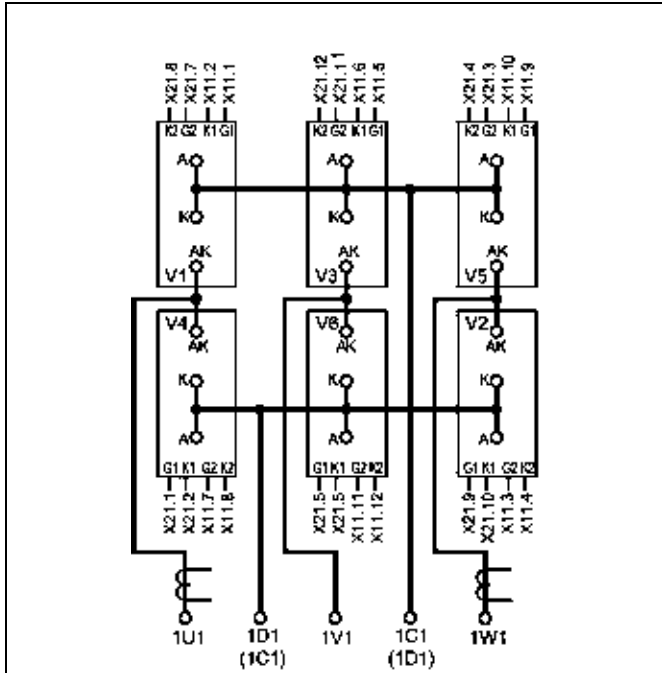 X21.8 X21.7 X11.2 X11.1 X21.12 X21.11 X11.6 X11.5 X21.4 X21.3 X11.10 X11.9
K2 G2 K1 G1 K2 G2 K1 G1 K2 G2 K1 G1
A A A
K K K
AK AK AK
V1 V3 V5
V4 V6 V2
AK AK AK
K K K
A A A
G1 K1 G2 K2 G1 K1 G2 K2 G1 K1 G2 K2
X21.1 X21.2 X11.7 X11.8 X21.5 X21.5 X11.11 X11.12 X21.9 X21.10 X11.3 X11.4
1U1 1D1 1V1 1C1 1W1
(1C1) (1D1)